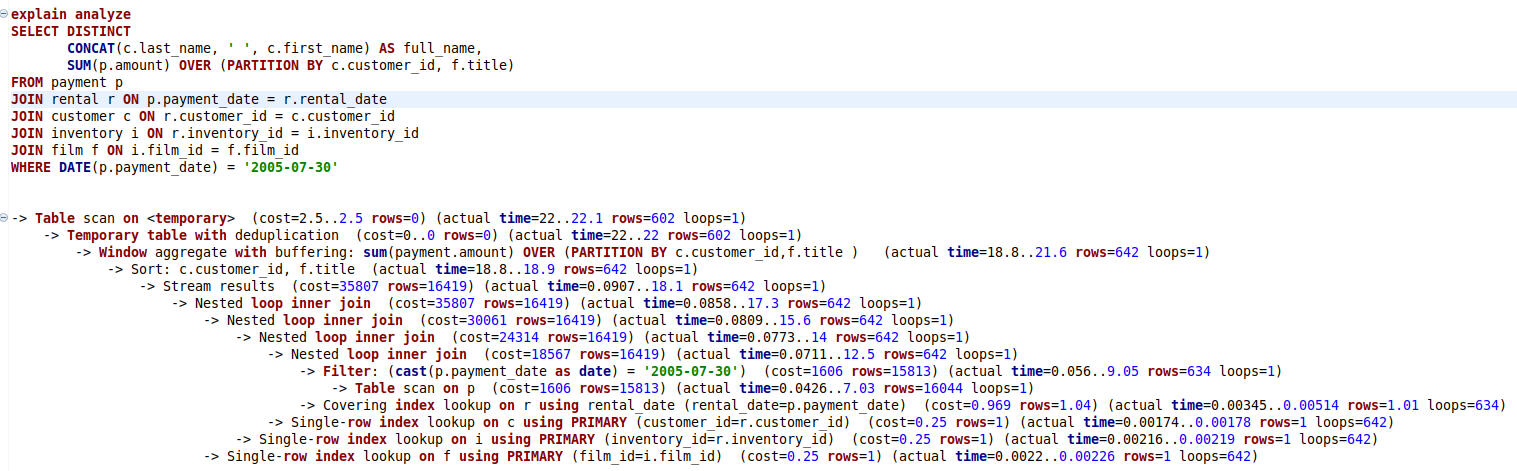 explain analyze
SELECT DISTINCT
CONCAT(c.last_name, ' ', c.first_name) AS full_name,
SUM(p.amount) OVER (PARTITION BY c.customer_id, f.title)
FROM payment p
JOIN rental r ON p.payment_date = r.rental_date
JOIN customer c ON r.customer_id = c.customer_id
JOIN inventory i ON r.inventory_id = i.inventory_id
JOIN film f ON i.film_id = f.film_id
WHERE DATE(p.payment_date) = '2005-07-30'
-> Table scan on <temporary>  (cost=2.5..2.5 rows=0) (actual time=22..22.1 rows=602 loops=1)
-> Temporary table with deduplication  (cost=0..0 rows=0) (actual time=22..22 rows=602 loops=1)
-> Window aggregate with buffering: sum(payment.amount) OVER (PARTITION BY c.customer_id,f.title )   (actual time=18.8..21.6 rows=642 loops=1)
-> Sort: c.customer_id, f.title  (actual time=18.8..18.9 rows=642 loops=1)
-> Stream results  (cost=35807 rows=16419) (actual time=0.0907..18.1 rows=642 loops=1)
-> Nested loop inner join  (cost=35807 rows=16419) (actual time=0.0858..17.3 rows=642 loops=1)
-> Nested loop inner join  (cost=30061 rows=16419) (actual time=0.0809..15.6 rows=642 loops=1)
-> Nested loop inner join  (cost=24314 rows=16419) (actual time=0.0773..14 rows=642 loops=1)
-> Nested loop inner join  (cost=18567 rows=16419) (actual time=0.0711..12.5 rows=642 loops=1)
-> Filter: (cast(p.payment_date as date) = '2005-07-30')  (cost=1606 rows=15813) (actual time=0.056..9.05 rows=634 loops=1)
-> Table scan on p  (cost=1606 rows=15813) (actual time=0.0426..7.03 rows=16044 loops=1)
-> Covering index lookup on r using rental_date (rental_date=p.payment_date)  (cost=0.969 rows=1.04) (actual time=0.00345..0.00514 rows=1.01 loops=634)
-> Single-row index lookup on c using PRIMARY (customer_id=r.customer_id)  (cost=0.25 rows=1) (actual time=0.00174..0.00178 rows=1 loops=642)
-> Single-row index lookup on i using PRIMARY (inventory_id=r.inventory_id)  (cost=0.25 rows=1) (actual time=0.00216..0.00219 rows=1 loops=642)
-> Single-row index lookup on f using PRIMARY (film_id=i.film_id)  (cost=0.25 rows=1) (actual time=0.0022..0.00226 rows=1 loops=642)